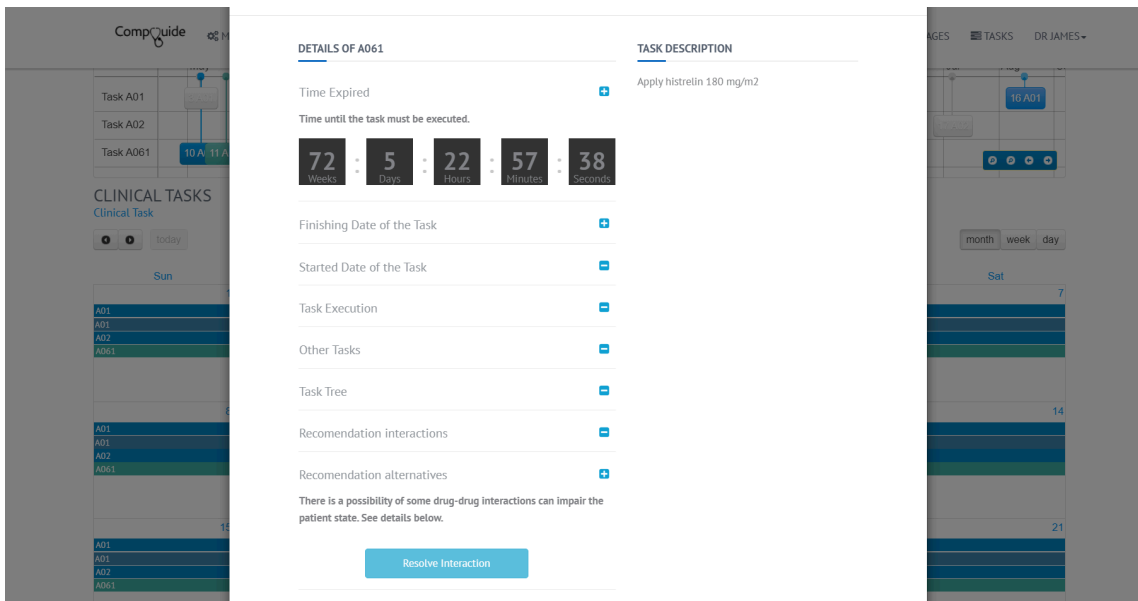 CompGuide
M
AGES
TASKS
DR JAMES
DETAILS OF A061
TASK DESCRIPTION
Time Expired
Apply histrelin 180 mg/m2
Time until the task must be executed.
72 : 5 : 22 : 57 : 38
Weeks Days Hours Minutes Seconds
Task A01
16 A01
Task A02
Task A061
10 A 11 A
CLINICAL TASKS
Clinical Task
today
month week day
Finishing Date of the Task
Started Date of the Task
Task Execution
Other Tasks
Task Tree
Recomendation interactions
Recomendation alternatives
There is a possibility of some drug-drug interactions can impair the
patient state. See details below.
Resolve Interaction
Sun
Sat
7
A01
A01
A02
A061
8
14
A01
A01
A02
A061
15
21
A01
A01
A02
A061